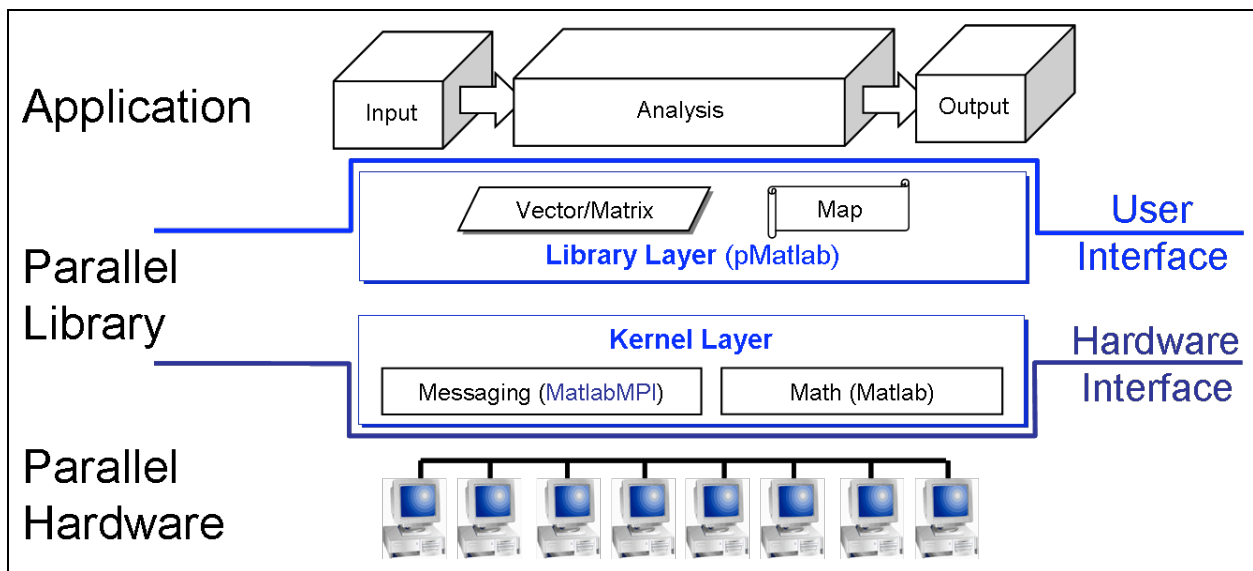 Application
Input
Analysis
Output
Vector/Matrix
Map
Library Layer (pMatlab)
User
Interface
Parallel
Library
Kernel Layer
Messaging (MatlabMPI)
Math (Matlab)
Hardware
Interface
Parallel
Hardware